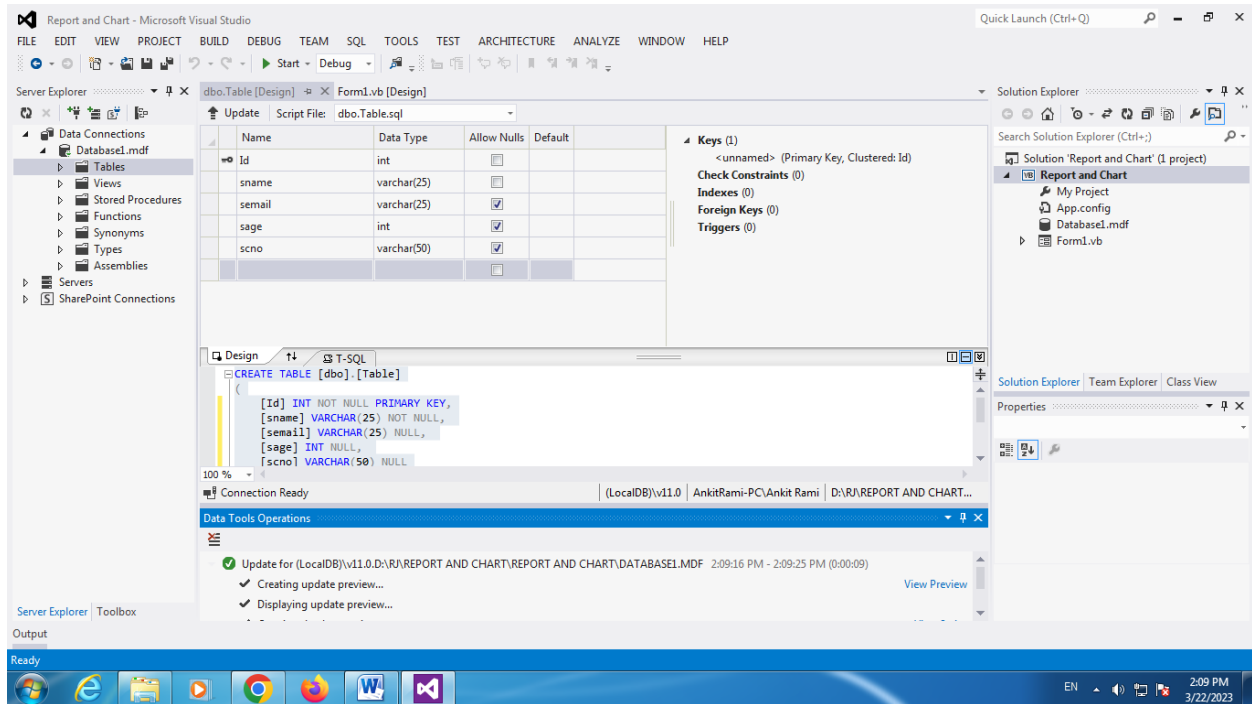 Report and Chart - Microsoft Visual Studio
Quick Launch (Ctrl+Q)
FILE EDIT VIEW PROJECT BUILD DEBUG TEAM SQL TOOLS TEST ARCHITECTURE ANALYZE WINDOW HELP
Start Debug
Server Explorer
Data Connections
Database1.mdf
Tables
Views
Stored Procedures
Functions
Synonyms
Types
Assemblies
Servers
SharePoint Connections
Server Explorer Toolbox
dbo.Table [Design] Form1.vb [Design]
Update Script File: dbo.Table.sql
Name Data Type Allow Nulls Default
Id int
sname varchar(25)
semail varchar(25)
sage int
scno varchar(50)
Keys (1)
<unnamed> (Primary Key, Clustered: Id)
Check Constraints (0)
Indexes (0)
Foreign Keys (0)
Triggers (0)
Design T-SQL
CREATE TABLE [dbo].[Table]
(
[Id] INT NOT NULL PRIMARY KEY,
[sname] VARCHAR(25) NOT NULL,
[semail] VARCHAR(25) NULL,
[sage] INT NULL,
[scno] VARCHAR(50) NULL
100 %
Connection Ready (LocalDB)\v11.0 AnkitRami-PC\Ankit Rami D:\RJ\REPORT AND CHART...
Data Tools Operations
Update for (LocalDB)\v11.0.D:\RJ\REPORT AND CHART\REPORT AND CHART\DATABASE1.MDF 2:09:16 PM - 2:09:25 PM (0:00:09)
Creating update preview... View Preview
Displaying update preview...
Solution Explorer
Search Solution Explorer (Ctrl+;)
Solution 'Report and Chart' (1 project)
VB Report and Chart
My Project
App.config
Database1.mdf
Form1.vb
Solution Explorer Team Explorer Class View
Properties
Output
Ready
EN
2:09 PM
3/22/2023